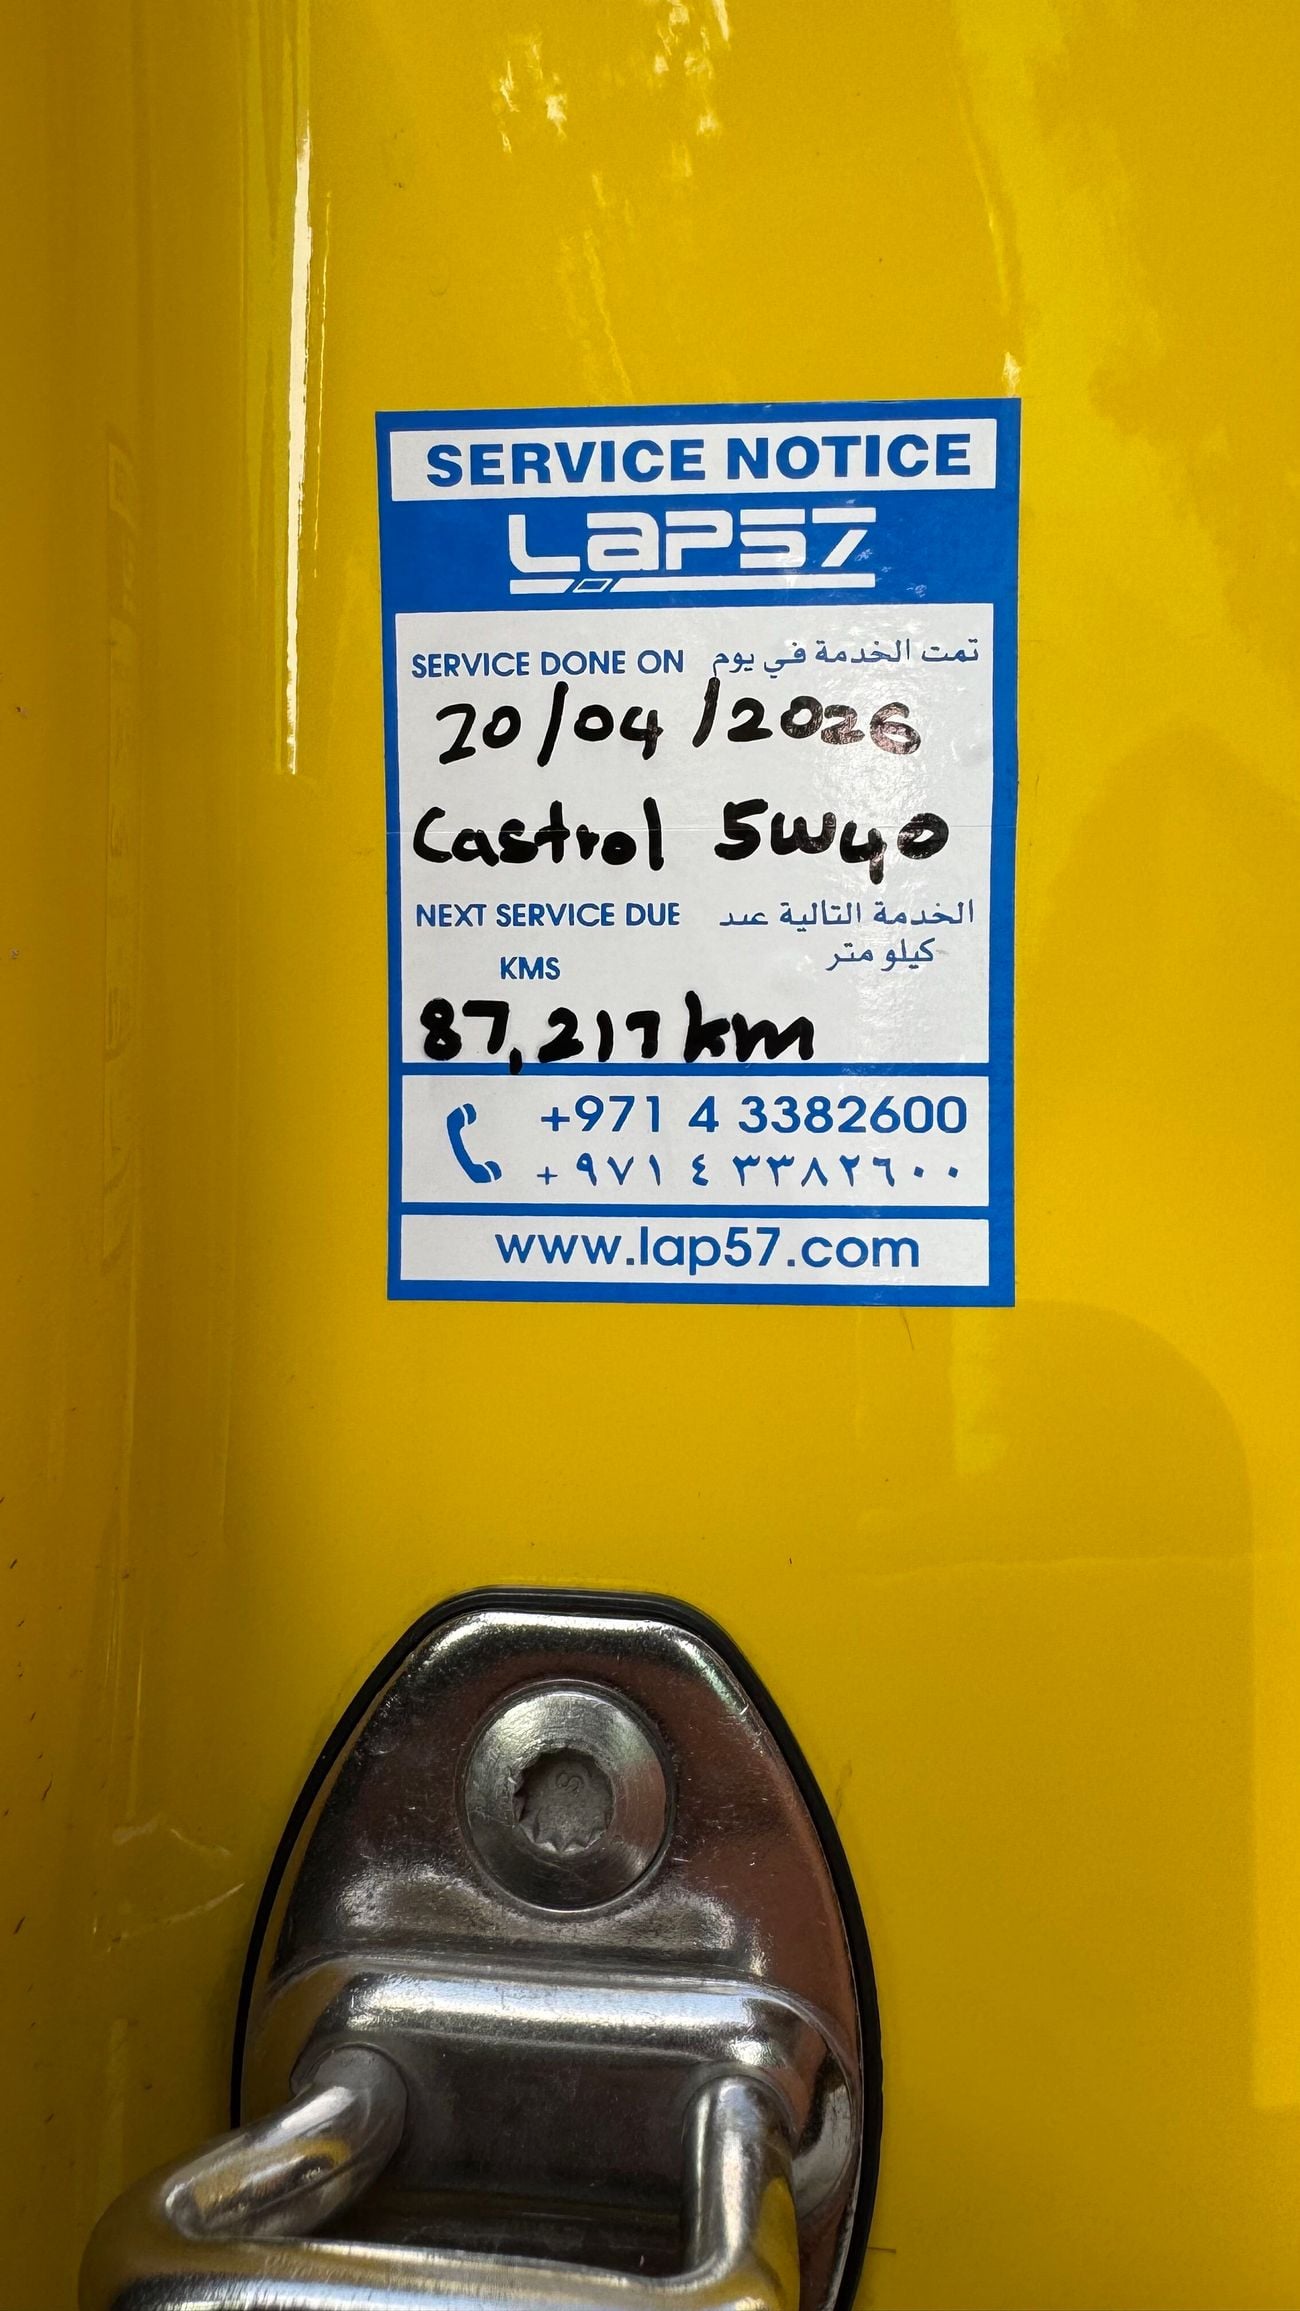 SERVICE NOTICE
LAP57
SERVICE DONE ON تمت الخدمة في يوم
20/04/2026
Castrol 5W40
NEXT SERVICE DUE الخدمة التالية عند
KMS كيلو متر
87,217 km
+971 4 3382600
+٩٧١ ٤ ٣٣٨٢٦٠٠
www.lap57.com